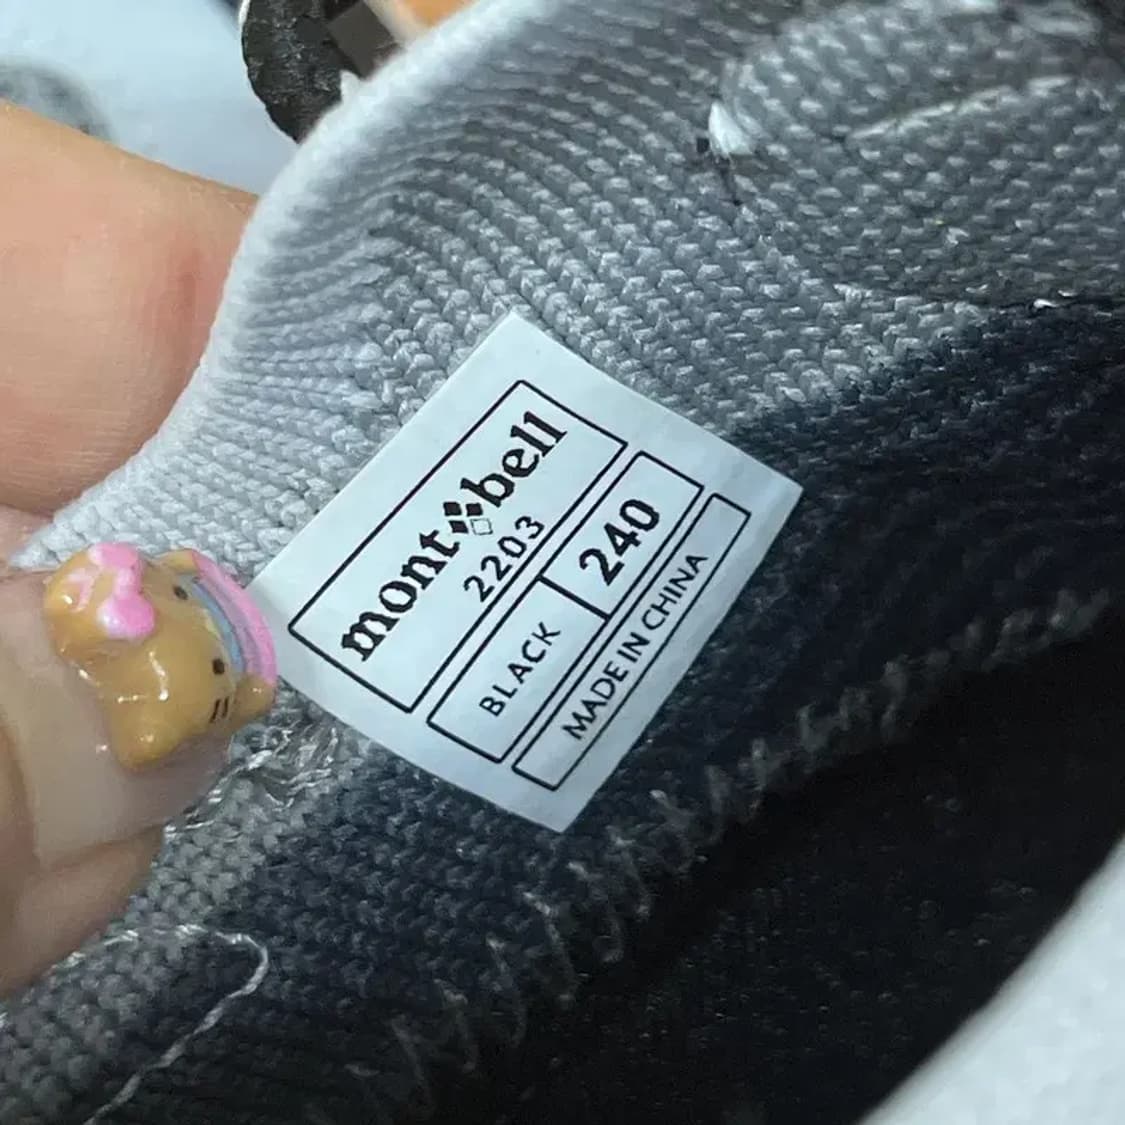 mont bell
2203
BLACK 240
MADE IN CHINA